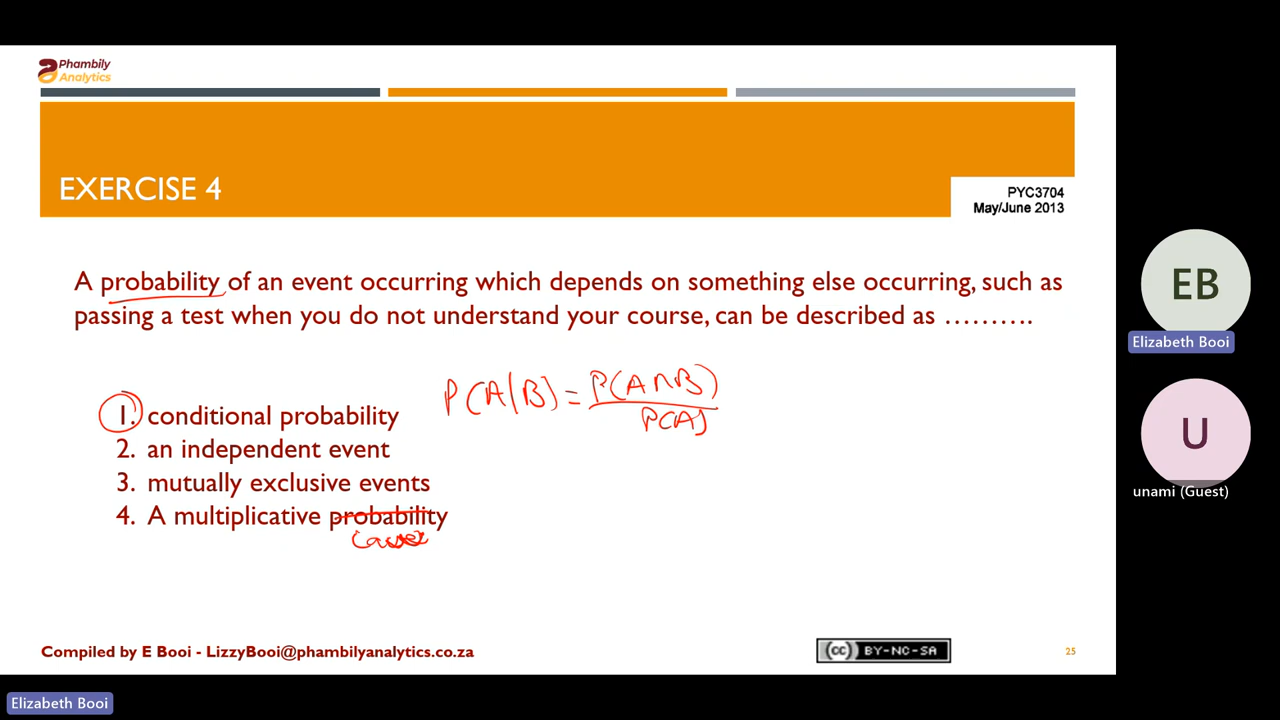 Phambily
Analytics
EXERCISE 4
PYC3704
May/June 2013
A probability of an event occurring which depends on something else occurring, such as
passing a test when you do not understand your course, can be described as ……….
1. conditional probability
P(A|B) = P(A∩B)
P(A)
2. an independent event
3. mutually exclusive events
4. A multiplicative probability
EB
Elizabeth Booi
U
unami (Guest)
Compiled by E Booi - LizzyBooi@phambilyanalytics.co.za
cc BY-NC-SA
25
Elizabeth Booi